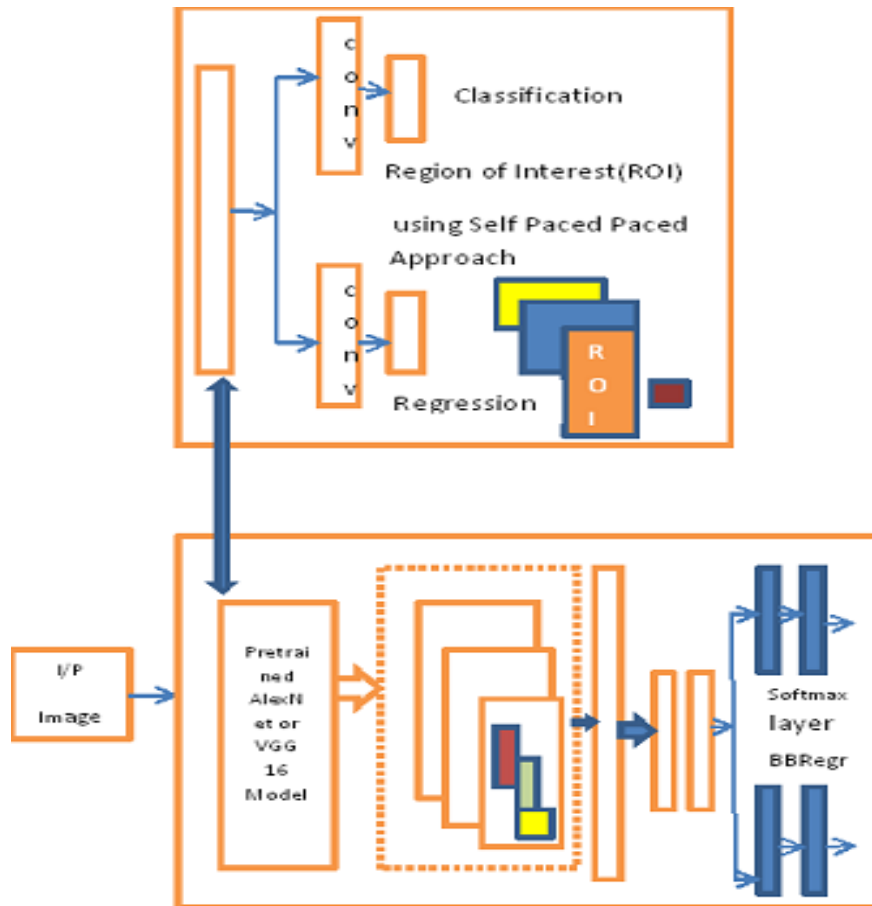 c
o
n
v
Classification
Region of Interest(ROI)
using Self Paced Paced
Approach
c
o
n
v
Regression
R
O
I
I/P
Image
Pretrai
ned
AlexN
et or
VGG
16
Model
Softmax
layer
BBRegr